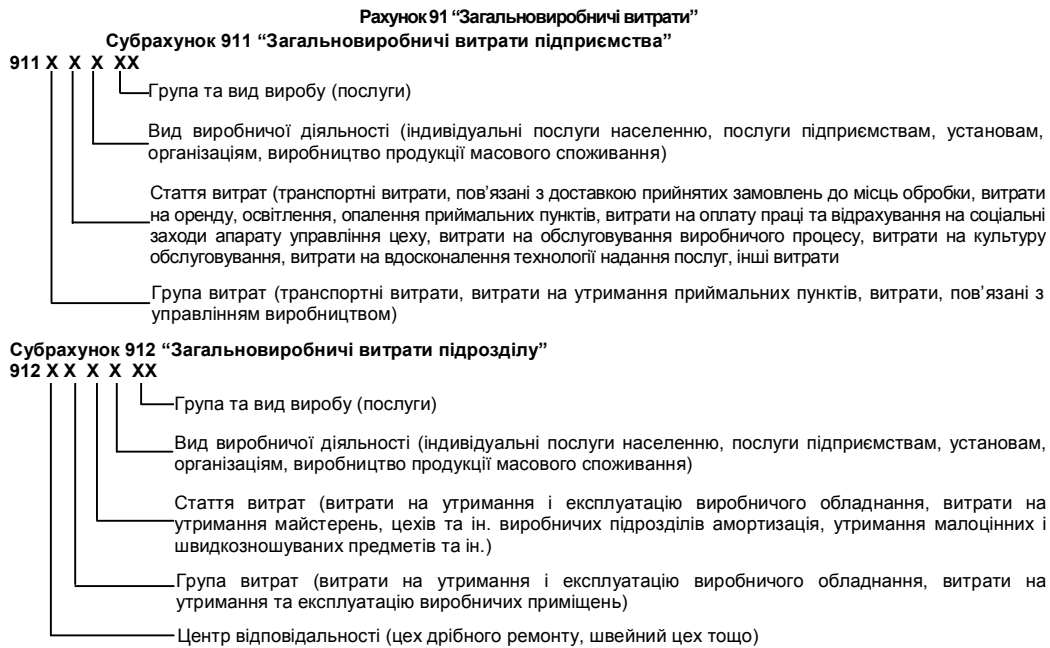 Рахунок 91 “Загальновиробничі витрати”
Субрахунок 911 “Загальновиробничі витрати підприємства”
911 Х Х Х ХХ
Група та вид виробу (послуги)
Вид виробничої діяльності (індивідуальні послуги населенню, послуги підприємствам, установам,
організаціям, виробництво продукції масового споживання)
Стаття витрат (транспортні витрати, пов’язані з доставкою прийнятих замовлень до місць обробки, витрати
на оренду, освітлення, опалення приймальних пунктів, витрати на оплату праці та відрахування на соціальні
заходи апарату управління цеху, витрати на обслуговування виробничого процесу, витрати на культуру
обслуговування, витрати на вдосконалення технології надання послуг, інші витрати
Група витрат (транспортні витрати, витрати на утримання приймальних пунктів, витрати, пов’язані з
управлінням виробництвом)
Субрахунок 912 “Загальновиробничі витрати підрозділу”
912 Х Х Х Х ХХ
Група та вид виробу (послуги)
Вид виробничої діяльності (індивідуальні послуги населенню, послуги підприємствам, установам,
організаціям, виробництво продукції масового споживання)
Стаття витрат (витрати на утримання і експлуатацію виробничого обладнання, витрати на
утримання майстерень, цехів та ін. виробничих підрозділів амортизація, утримання малоцінних і
швидкозношуваних предметів та ін.)
Група витрат (витрати на утримання і експлуатацію виробничого обладнання, витрати на
утримання та експлуатацію виробничих приміщень)
Центр відповідальності (цех дрібного ремонту, швейний цех тощо)